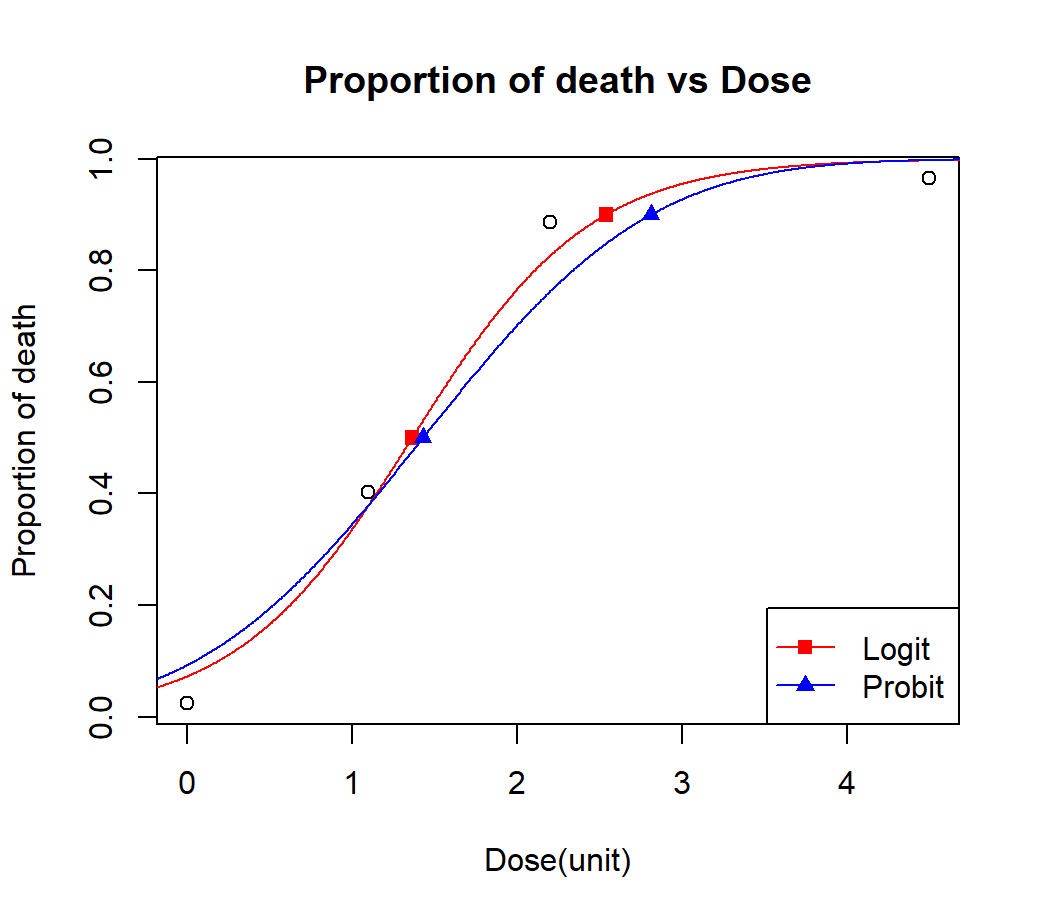 Proportion of death vs Dose
1.0
0.8
0.6
0.4
0.2
0.0
Proportion of death
0 1 2 3 4
Dose(unit)
Logit
Probit